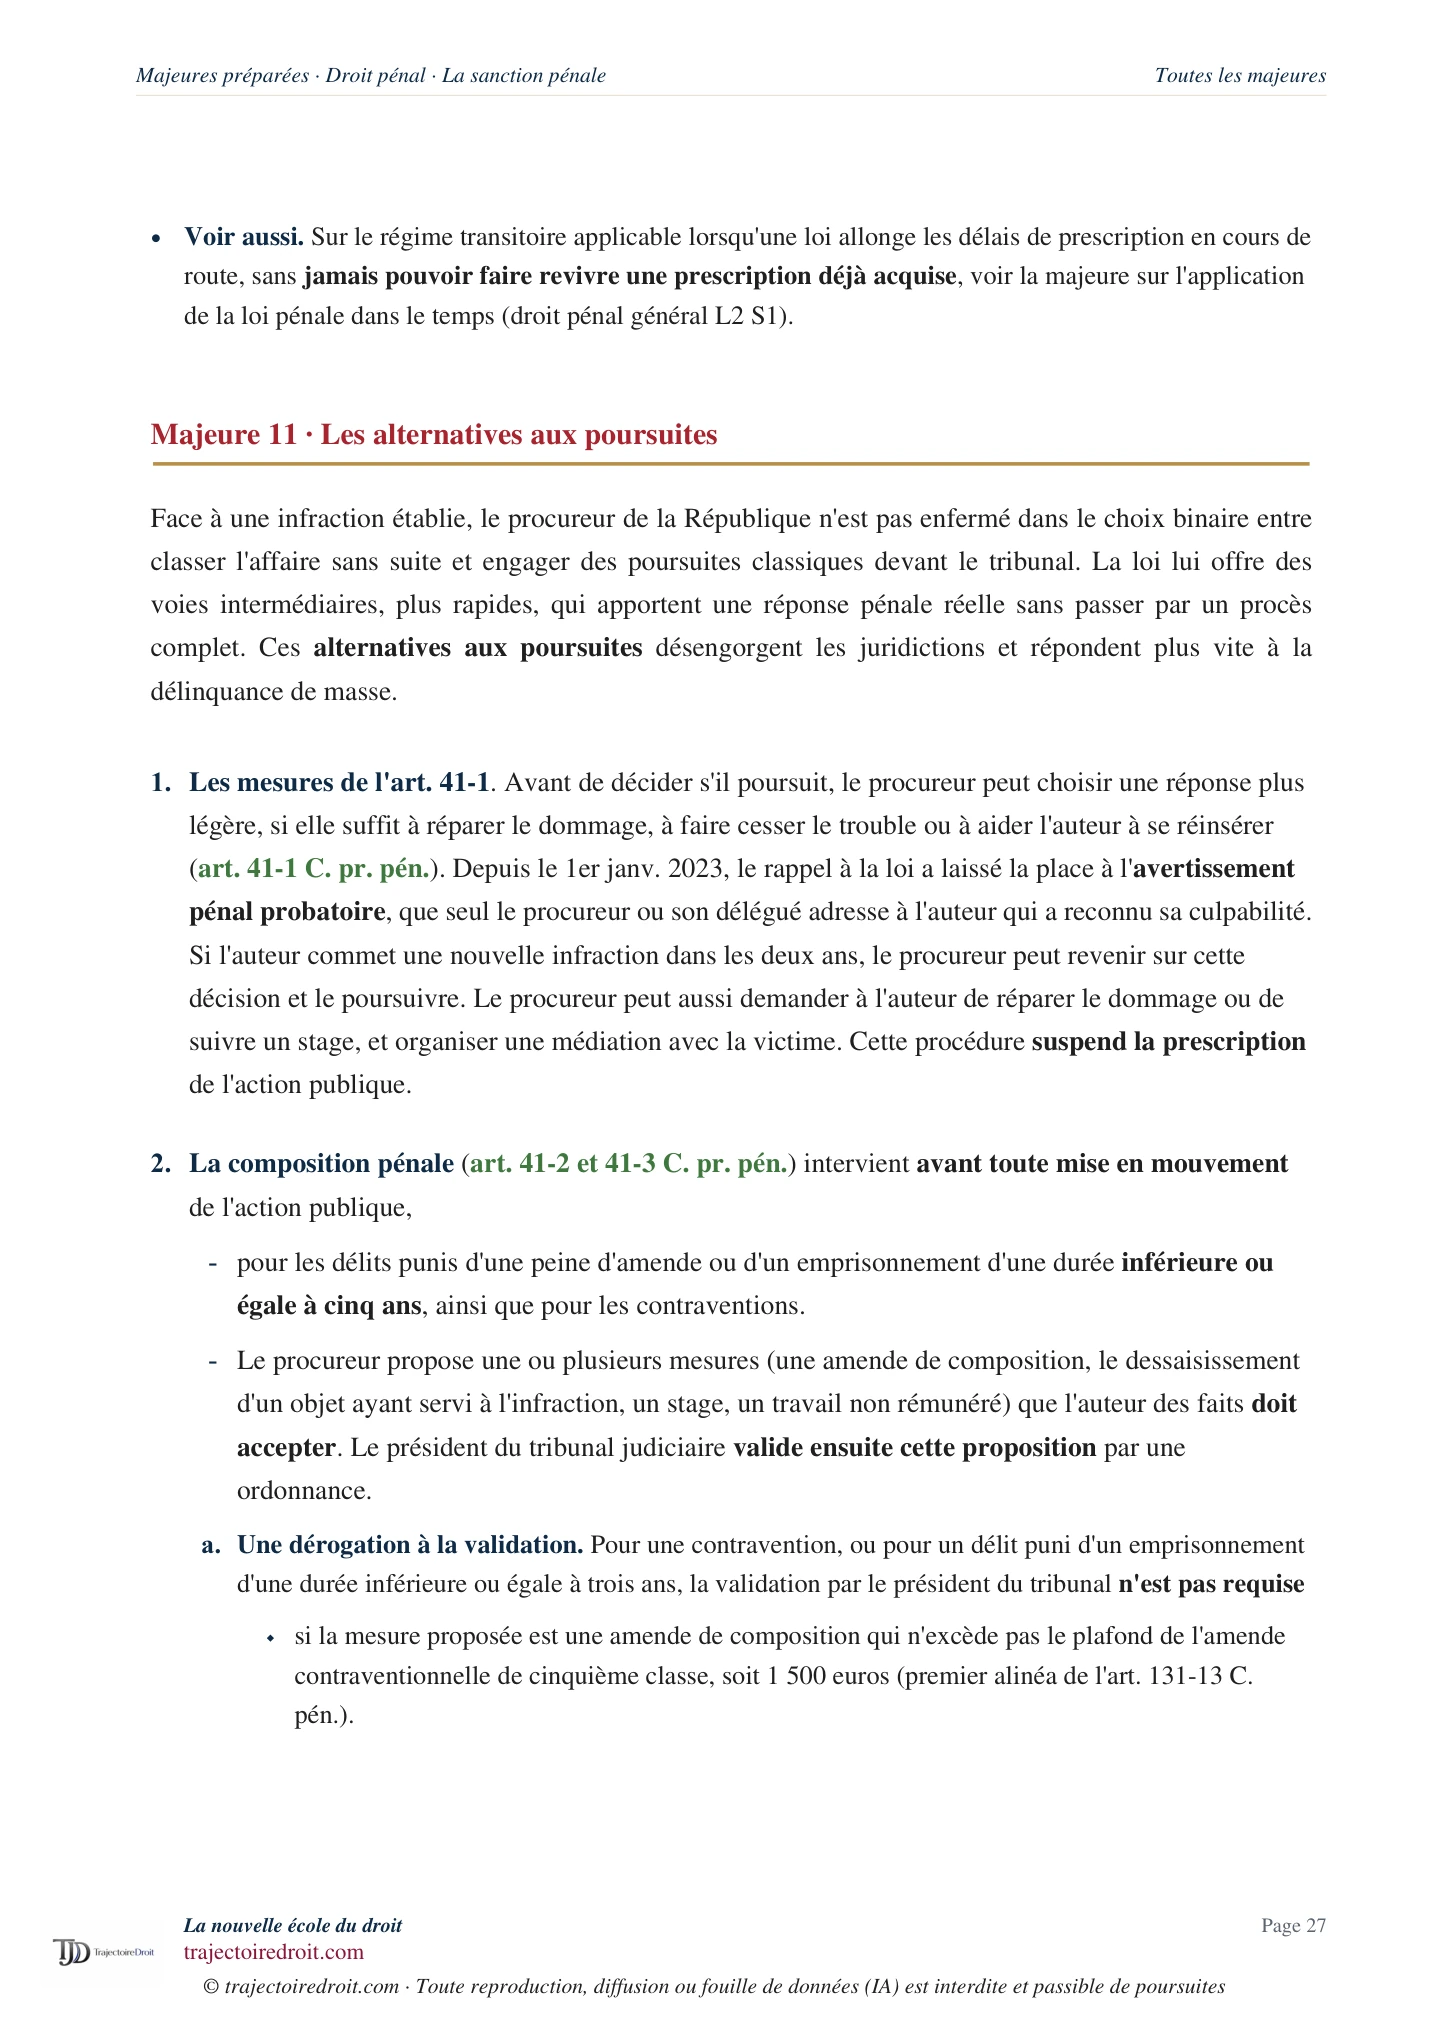 Majeures préparées · Droit pénal · La sanction pénale
Toutes les majeures
• Voir aussi. Sur le régime transitoire applicable lorsqu'une loi allonge les délais de prescription en cours de
route, sans jamais pouvoir faire revivre une prescription déjà acquise, voir la majeure sur l'application
de la loi pénale dans le temps (droit pénal général L2 S1).
Majeure 11 · Les alternatives aux poursuites
Face à une infraction établie, le procureur de la République n'est pas enfermé dans le choix binaire entre
classer l'affaire sans suite et engager des poursuites classiques devant le tribunal. La loi lui offre des
voies intermédiaires, plus rapides, qui apportent une réponse pénale réelle sans passer par un procès
complet. Ces alternatives aux poursuites désengorgent les juridictions et répondent plus vite à la
délinquance de masse.
1. Les mesures de l'art. 41-1. Avant de décider s'il poursuit, le procureur peut choisir une réponse plus
légère, si elle suffit à réparer le dommage, à faire cesser le trouble ou à aider l'auteur à se réinsérer
(art. 41-1 C. pr. pén.). Depuis le 1er janv. 2023, le rappel à la loi a laissé la place à l'avertissement
pénal probatoire, que seul le procureur ou son délégué adresse à l'auteur qui a reconnu sa culpabilité.
Si l'auteur commet une nouvelle infraction dans les deux ans, le procureur peut revenir sur cette
décision et le poursuivre. Le procureur peut aussi demander à l'auteur de réparer le dommage ou de
suivre un stage, et organiser une médiation avec la victime. Cette procédure suspend la prescription
de l'action publique.
2. La composition pénale (art. 41-2 et 41-3 C. pr. pén.) intervient avant toute mise en mouvement
de l'action publique,
- pour les délits punis d'une peine d'amende ou d'un emprisonnement d'une durée inférieure ou
égale à cinq ans, ainsi que pour les contraventions.
- Le procureur propose une ou plusieurs mesures (une amende de composition, le dessaisissement
d'un objet ayant servi à l'infraction, un stage, un travail non rémunéré) que l'auteur des faits doit
accepter. Le président du tribunal judiciaire valide ensuite cette proposition par une
ordonnance.
a. Une dérogation à la validation. Pour une contravention, ou pour un délit puni d'un emprisonnement
d'une durée inférieure ou égale à trois ans, la validation par le président du tribunal n'est pas requise
⬩ si la mesure proposée est une amende de composition qui n'excède pas le plafond de l'amende
contraventionnelle de cinquième classe, soit 1 500 euros (premier alinéa de l'art. 131-13 C.
pén.).
La nouvelle école du droit
Page 27
TJD TrajectoireDroit
trajectoiredroit.com
© trajectoiredroit.com · Toute reproduction, diffusion ou fouille de données (IA) est interdite et passible de poursuites